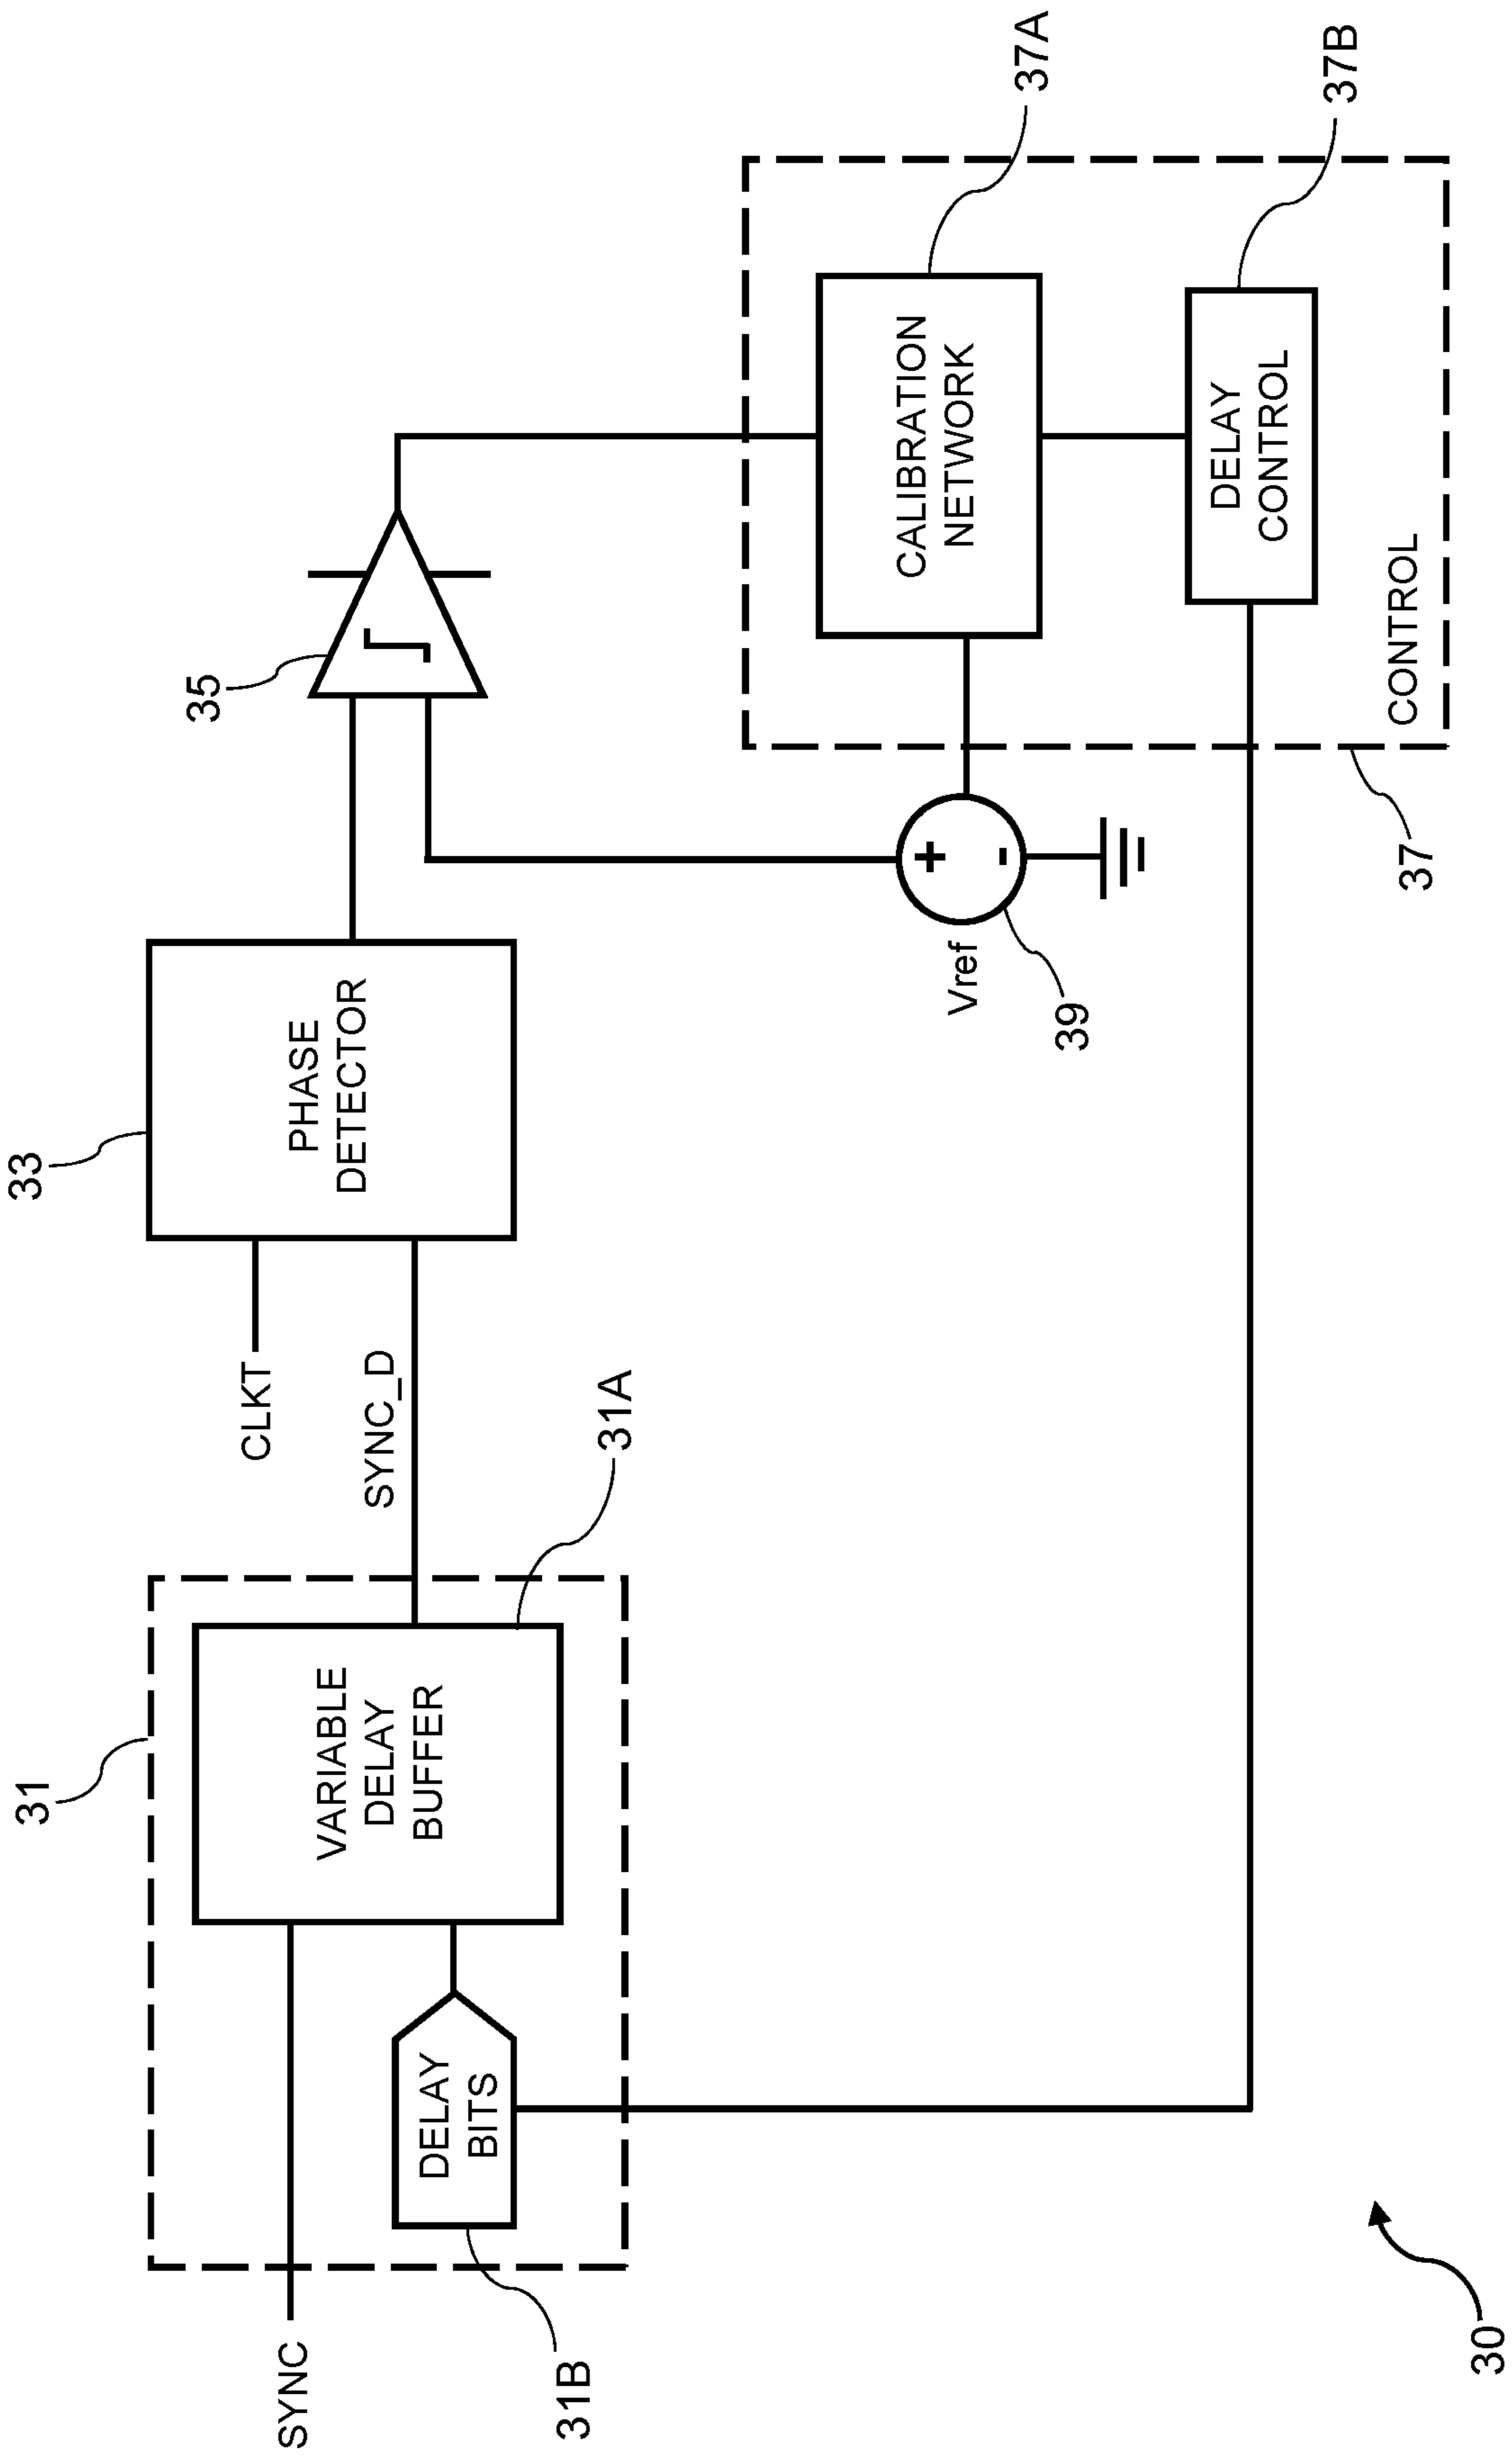 31
33
35
SYNC
VARIABLE
DELAY
BUFFER
DELAY
BITS
31B
31A
CLKT
SYNC_D
PHASE
DETECTOR
Vref
+
-
39
CALIBRATION
NETWORK
37A
DELAY
CONTROL
37B
CONTROL
37
30